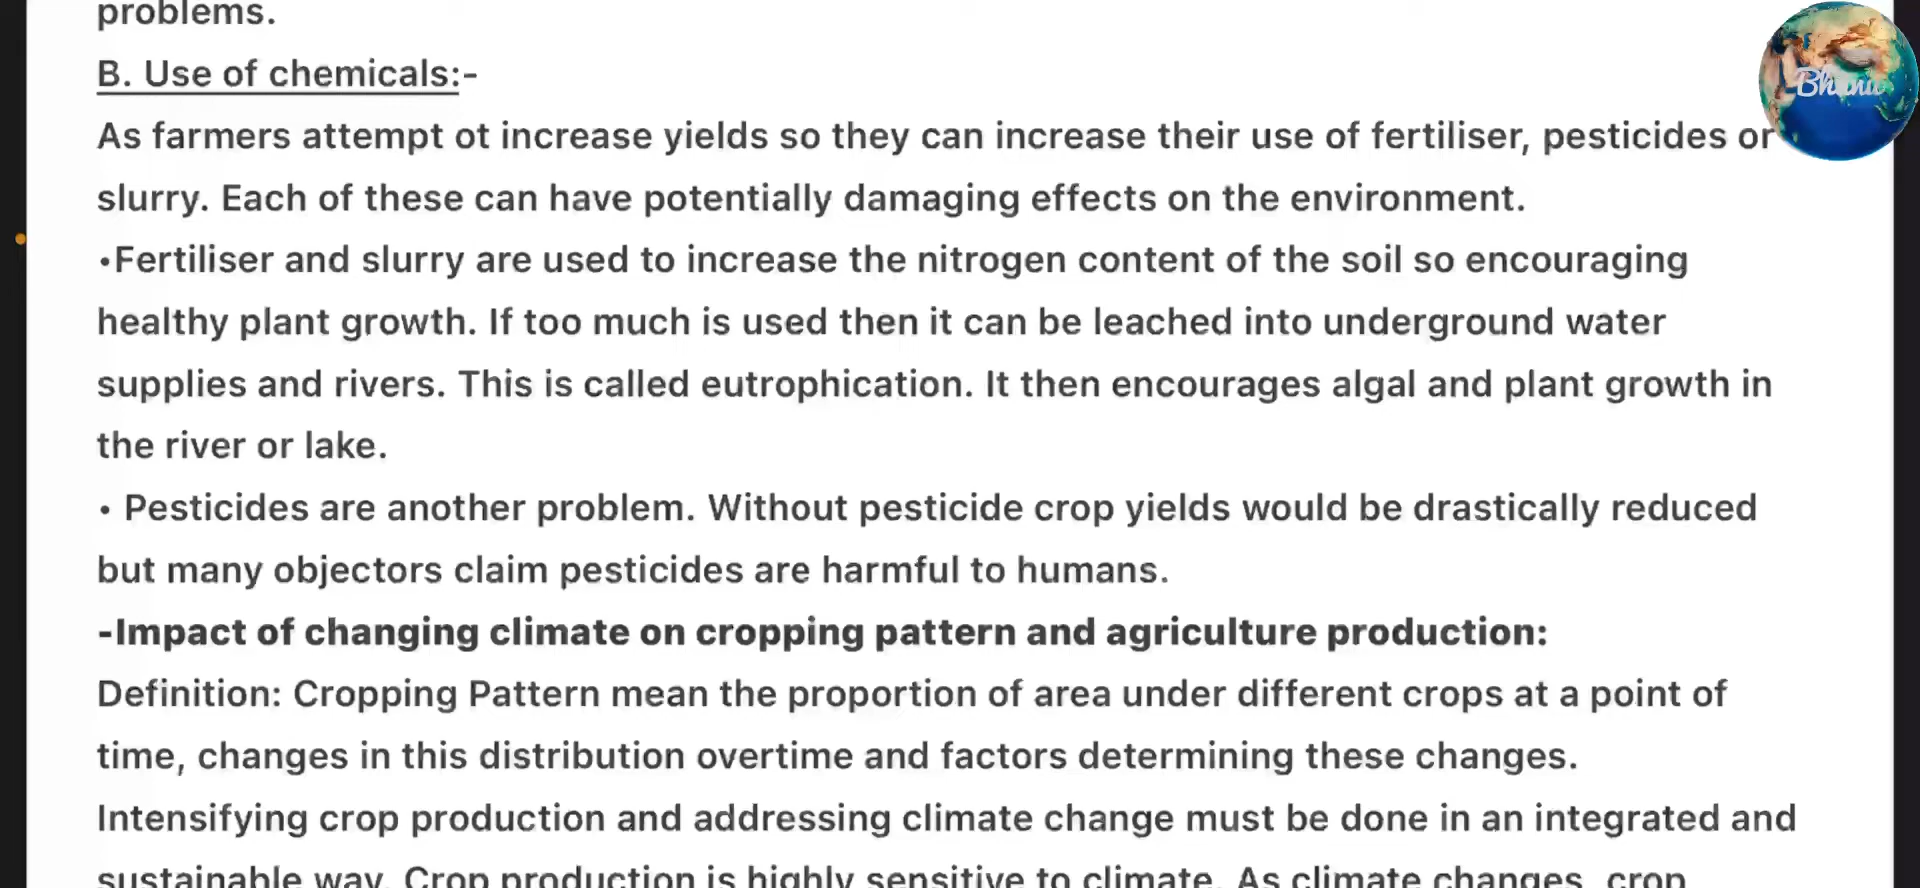 problems.
B. Use of chemicals:-
As farmers attempt ot increase yields so they can increase their use of fertiliser, pesticides or
slurry. Each of these can have potentially damaging effects on the environment.
•Fertiliser and slurry are used to increase the nitrogen content of the soil so encouraging
healthy plant growth. If too much is used then it can be leached into underground water
supplies and rivers. This is called eutrophication. It then encourages algal and plant growth in
the river or lake.
• Pesticides are another problem. Without pesticide crop yields would be drastically reduced
but many objectors claim pesticides are harmful to humans.
-Impact of changing climate on cropping pattern and agriculture production:
Definition: Cropping Pattern mean the proportion of area under different crops at a point of
time, changes in this distribution overtime and factors determining these changes.
Intensifying crop production and addressing climate change must be done in an integrated and
sustainable way. Crop production is highly sensitive to climate. As climate changes, crop